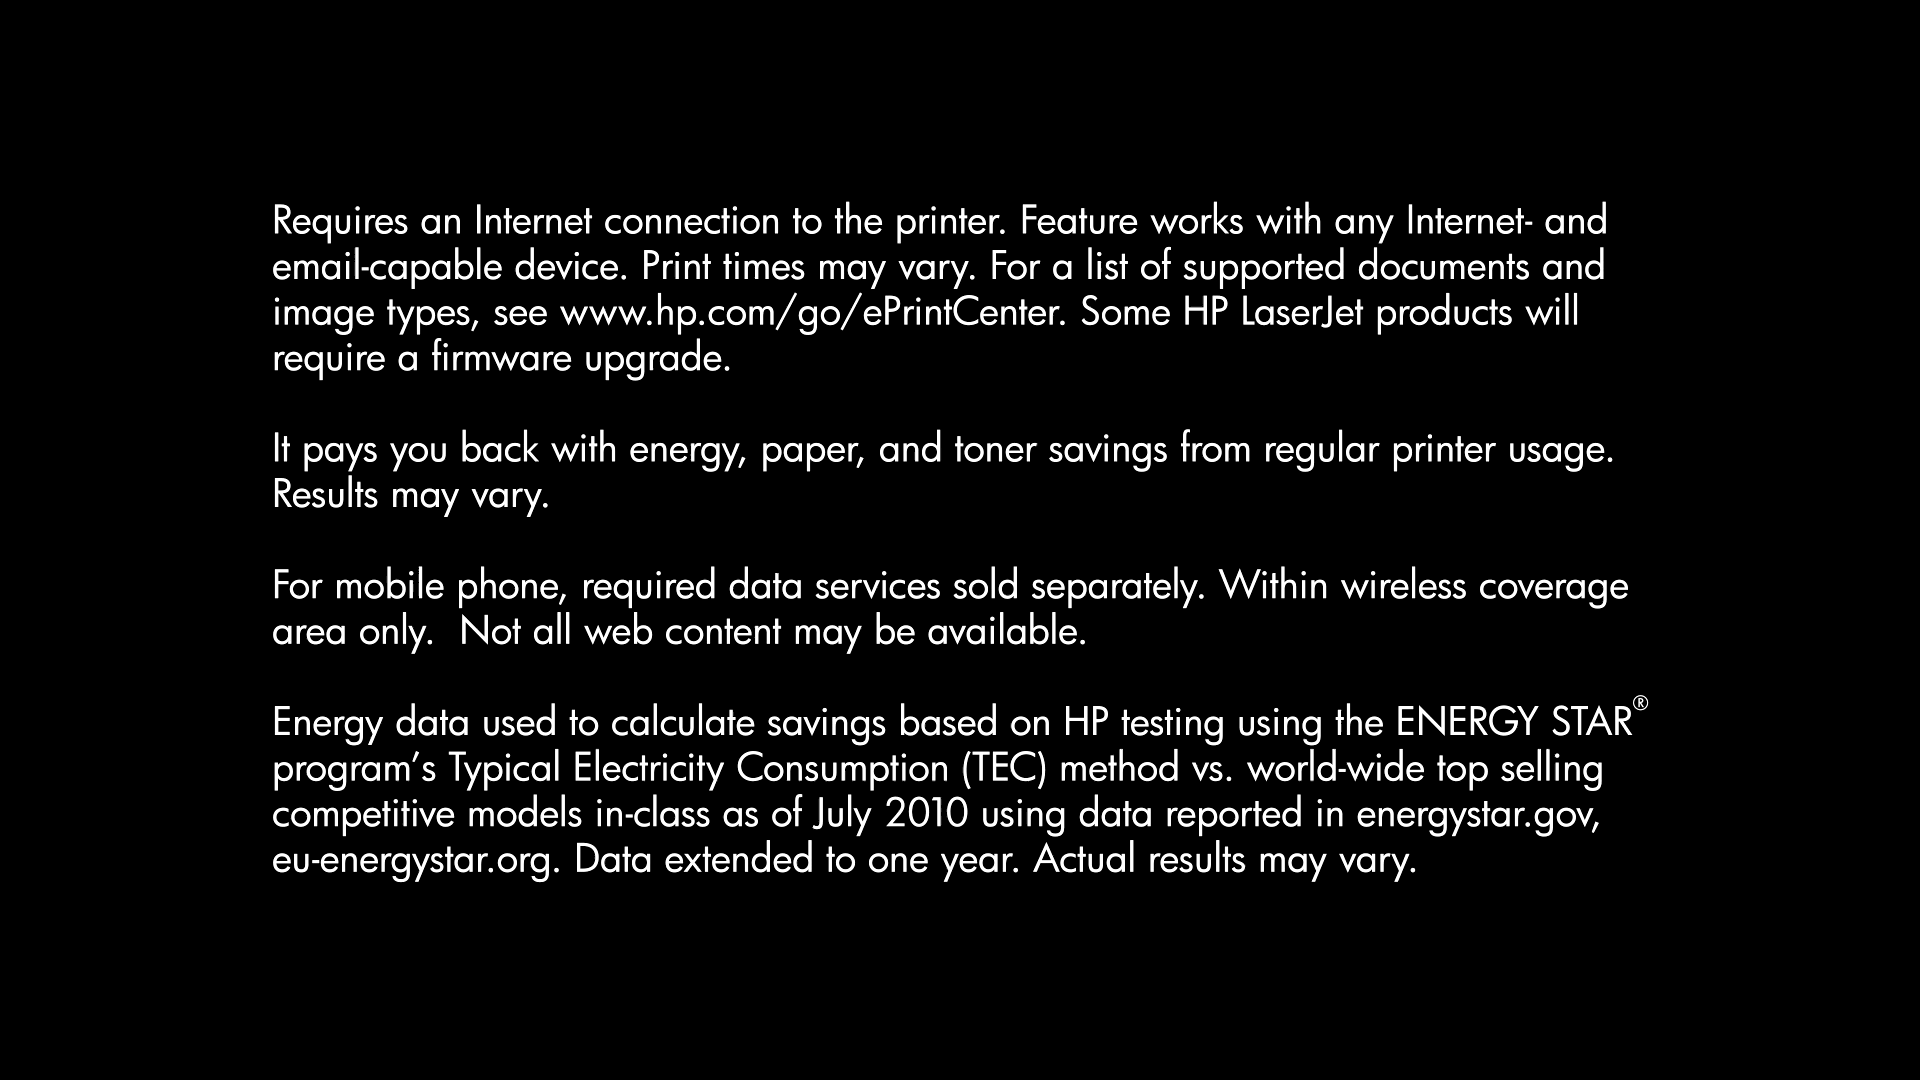 Requires an Internet connection to the printer. Feature works with any Internet- and
email-capable device. Print times may vary. For a list of supported documents and
image types, see www.hp.com/go/ePrintCenter. Some HP LaserJet products will
require a firmware upgrade.
It pays you back with energy, paper, and toner savings from regular printer usage.
Results may vary.
For mobile phone, required data services sold separately. Within wireless coverage
area only.  Not all web content may be available.
Energy data used to calculate savings based on HP testing using the ENERGY STAR®
program’s Typical Electricity Consumption (TEC) method vs. world-wide top selling
competitive models in-class as of July 2010 using data reported in energystar.gov,
eu-energystar.org. Data extended to one year. Actual results may vary.